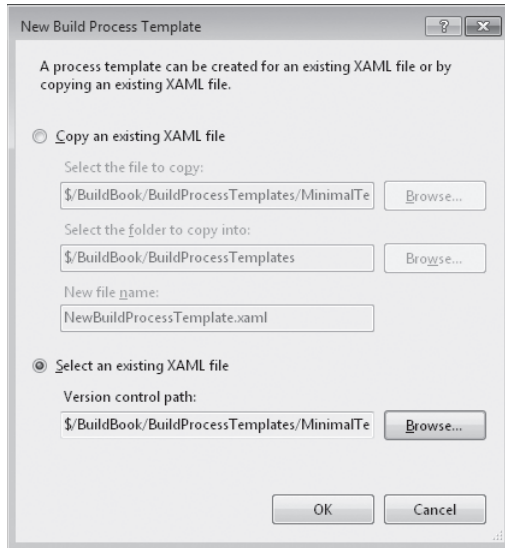 New Build Process Template
?
A process template can be created for an existing XAML file or by
copying an existing XAML file.
Copy an existing XAML file
Select the file to copy:
$/BuildBook/BuildProcessTemplates/MinimalTe
Browse...
Select the folder to copy into:
$/BuildBook/BuildProcessTemplates
Browse...
New file name:
NewBuildProcessTemplate.xaml
Select an existing XAML file
Version control path:
$/BuildBook/BuildProcessTemplates/MinimalTe
Browse...
OK
Cancel